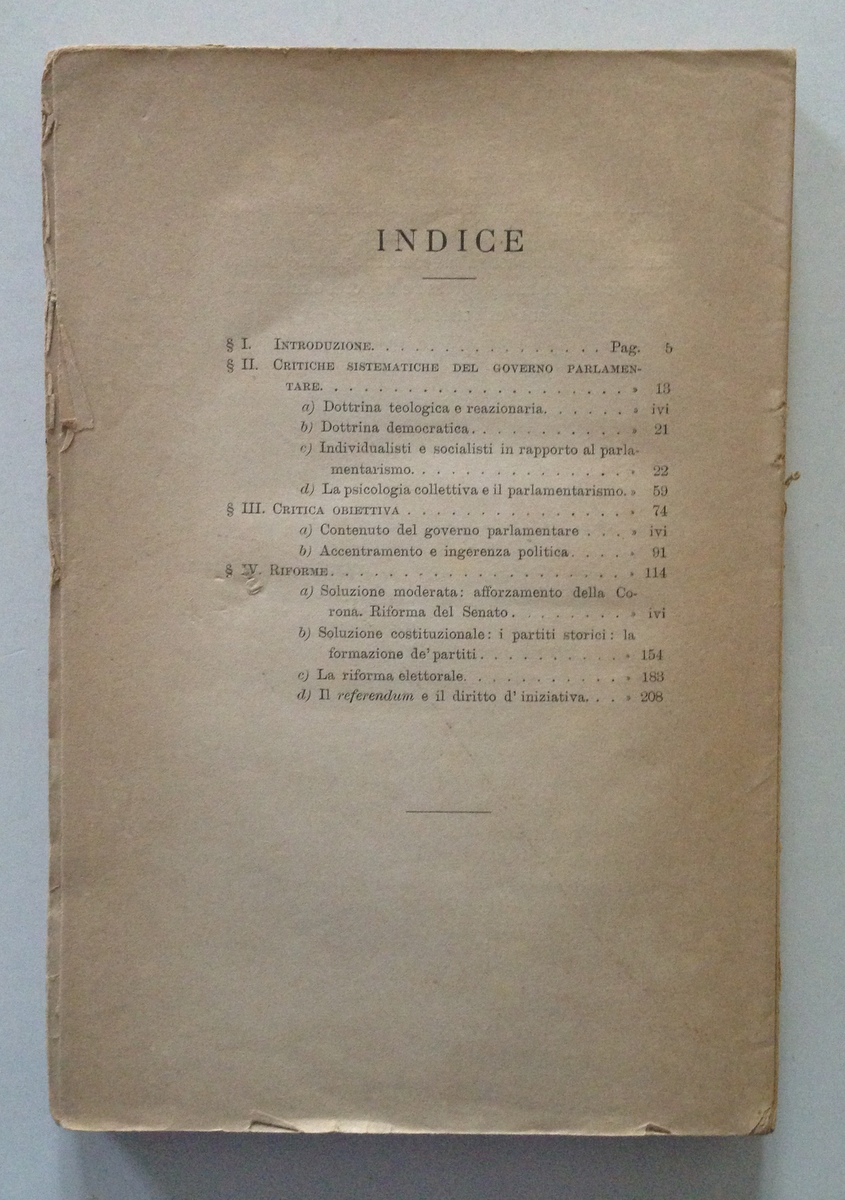 INDICE
§ I. INTRODUZIONE. . . . . . . . . . . . . . . . Pag. 5
§ II. CRITICHE SISTEMATICHE DEL GOVERNO PARLAMEN-
TARE. . . . . . . . . . . . . . . . . . . . . . » 13
a) Dottrina teologica e reazionaria. . . . . . . » ivi
b) Dottrina democratica. . . . . . . . . . . . » 21
c) Individualisti e socialisti in rapporto al parla-
mentarismo. . . . . . . . . . . . . . . . » 22
d) La psicologia collettiva e il parlamentarismo. » 59
§ III. CRITICA OBIETTIVA . . . . . . . . . . . . . . . . » 74
a) Contenuto del governo parlamentare . . . » ivi
b) Accentramento e ingerenza politica. . . . » 91
§ IV. RIFORME. . . . . . . . . . . . . . . . . . . . . » 114
a) Soluzione moderata: afforzamento della Co-
rona. Riforma del Senato. . . . . . . . » ivi
b) Soluzione costituzionale: i partiti storici: la
formazione de' partiti. . . . . . . . . . » 154
c) La riforma elettorale. . . . . . . . . . . . » 183
d) Il referendum e il diritto d' iniziativa. . . » 208